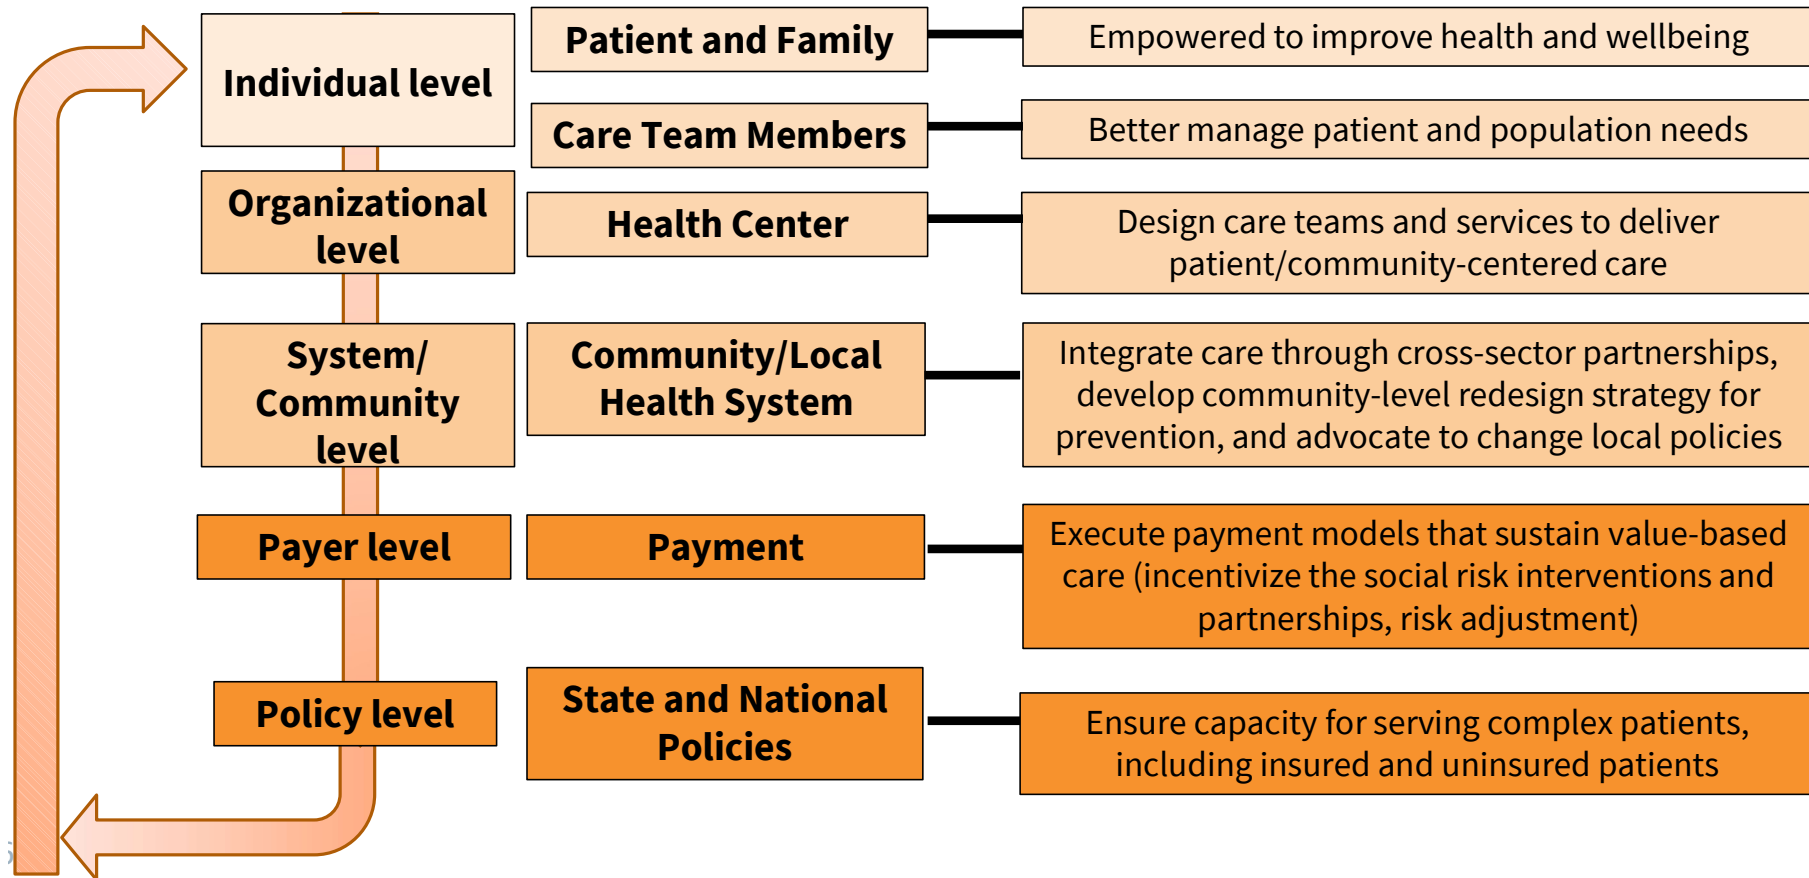 Individual level
Patient and Family
Empowered to improve health and wellbeing
Care Team Members
Better manage patient and population needs
Organizational
level
Health Center
Design care teams and services to deliver
patient/community-centered care
System/
Community
level
Community/Local
Health System
Integrate care through cross-sector partnerships,
develop community-level redesign strategy for
prevention, and advocate to change local policies
Payer level
Payment
Execute payment models that sustain value-based
care (incentivize the social risk interventions and
partnerships, risk adjustment)
Policy level
State and National
Policies
Ensure capacity for serving complex patients,
including insured and uninsured patients